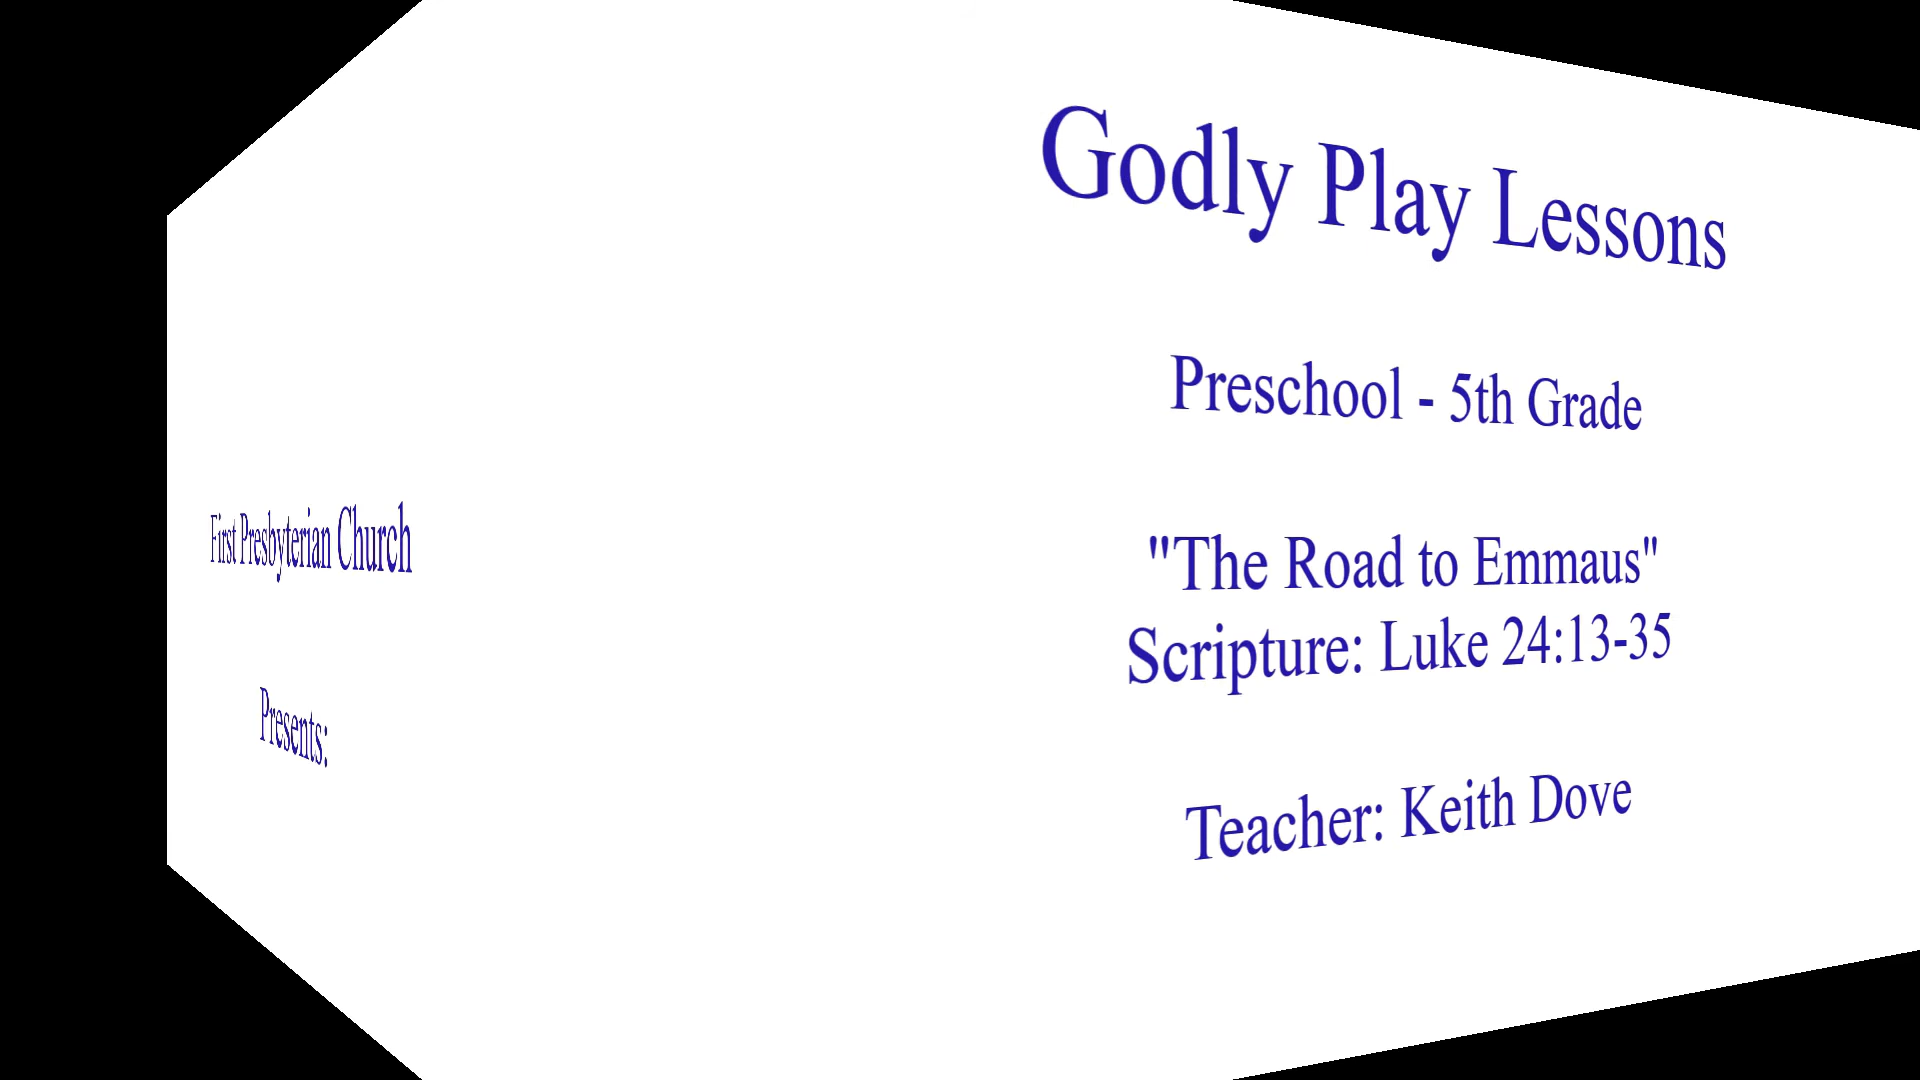 First Presbyterian Church
Presents:
Godly Play Lessons
Preschool - 5th Grade
"The Road to Emmaus"
Scripture: Luke 24:13-35
Teacher: Keith Dove